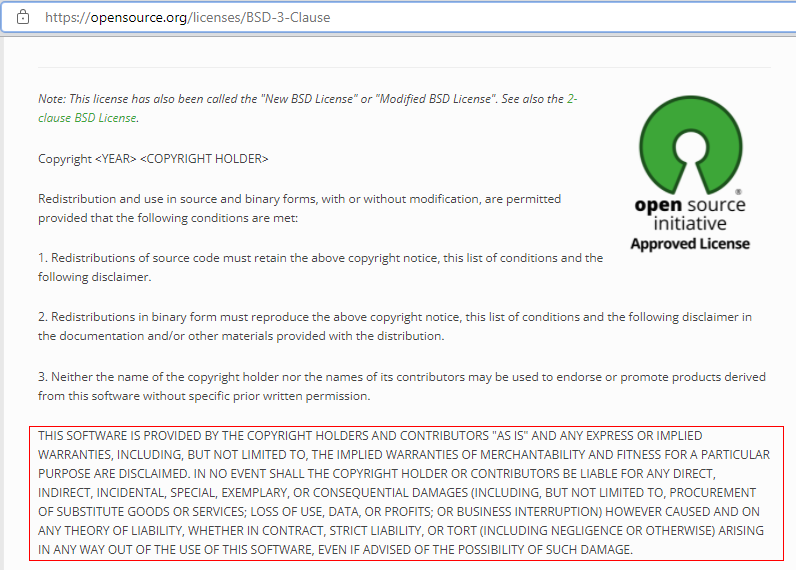 https://opensource.org/licenses/BSD-3-Clause
Note: This license has also been called the "New BSD License" or "Modified BSD License". See also the 2-
clause BSD License.
Copyright <YEAR> <COPYRIGHT HOLDER>
Redistribution and use in source and binary forms, with or without modification, are permitted
provided that the following conditions are met:
open source
initiative
Approved License
®
1. Redistributions of source code must retain the above copyright notice, this list of conditions and the
following disclaimer.
2. Redistributions in binary form must reproduce the above copyright notice, this list of conditions and the following disclaimer in
the documentation and/or other materials provided with the distribution.
3. Neither the name of the copyright holder nor the names of its contributors may be used to endorse or promote products derived
from this software without specific prior written permission.
THIS SOFTWARE IS PROVIDED BY THE COPYRIGHT HOLDERS AND CONTRIBUTORS "AS IS" AND ANY EXPRESS OR IMPLIED
WARRANTIES, INCLUDING, BUT NOT LIMITED TO, THE IMPLIED WARRANTIES OF MERCHANTABILITY AND FITNESS FOR A PARTICULAR
PURPOSE ARE DISCLAIMED. IN NO EVENT SHALL THE COPYRIGHT HOLDER OR CONTRIBUTORS BE LIABLE FOR ANY DIRECT,
INDIRECT, INCIDENTAL, SPECIAL, EXEMPLARY, OR CONSEQUENTIAL DAMAGES (INCLUDING, BUT NOT LIMITED TO, PROCUREMENT
OF SUBSTITUTE GOODS OR SERVICES; LOSS OF USE, DATA, OR PROFITS; OR BUSINESS INTERRUPTION) HOWEVER CAUSED AND ON
ANY THEORY OF LIABILITY, WHETHER IN CONTRACT, STRICT LIABILITY, OR TORT (INCLUDING NEGLIGENCE OR OTHERWISE) ARISING
IN ANY WAY OUT OF THE USE OF THIS SOFTWARE, EVEN IF ADVISED OF THE POSSIBILITY OF SUCH DAMAGE.